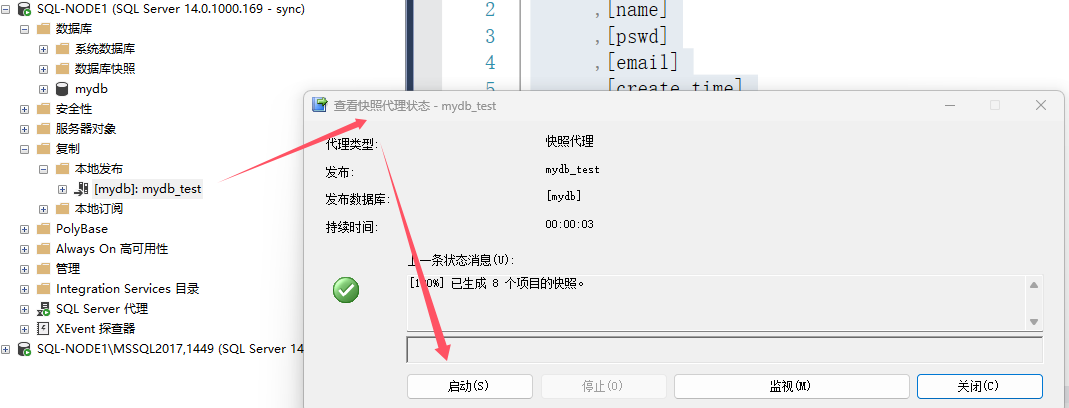 SQL-NODE1 (SQL Server 14.0.1000.169 - sync)
数据库
系统数据库
数据库快照
mydb
安全性
服务器对象
复制
本地发布
[mydb]: mydb_test
本地订阅
PolyBase
Always On 高可用性
管理
Integration Services 目录
SQL Server 代理
XEvent 探查器
SQL-NODE1\MSSQL2017,1449 (SQL Server 14
2 ,[name]
3 ,[pswd]
4 ,[email]
5 ,[create_time]
查看快照代理状态 - mydb_test
代理类型: 快照代理
发布: mydb_test
发布数据库: [mydb]
持续时间: 00:00:03
上一条状态消息(U):
[100%] 已生成 8 个项目的快照。
启动(S) 停止(O) 监视(M) 关闭(C)